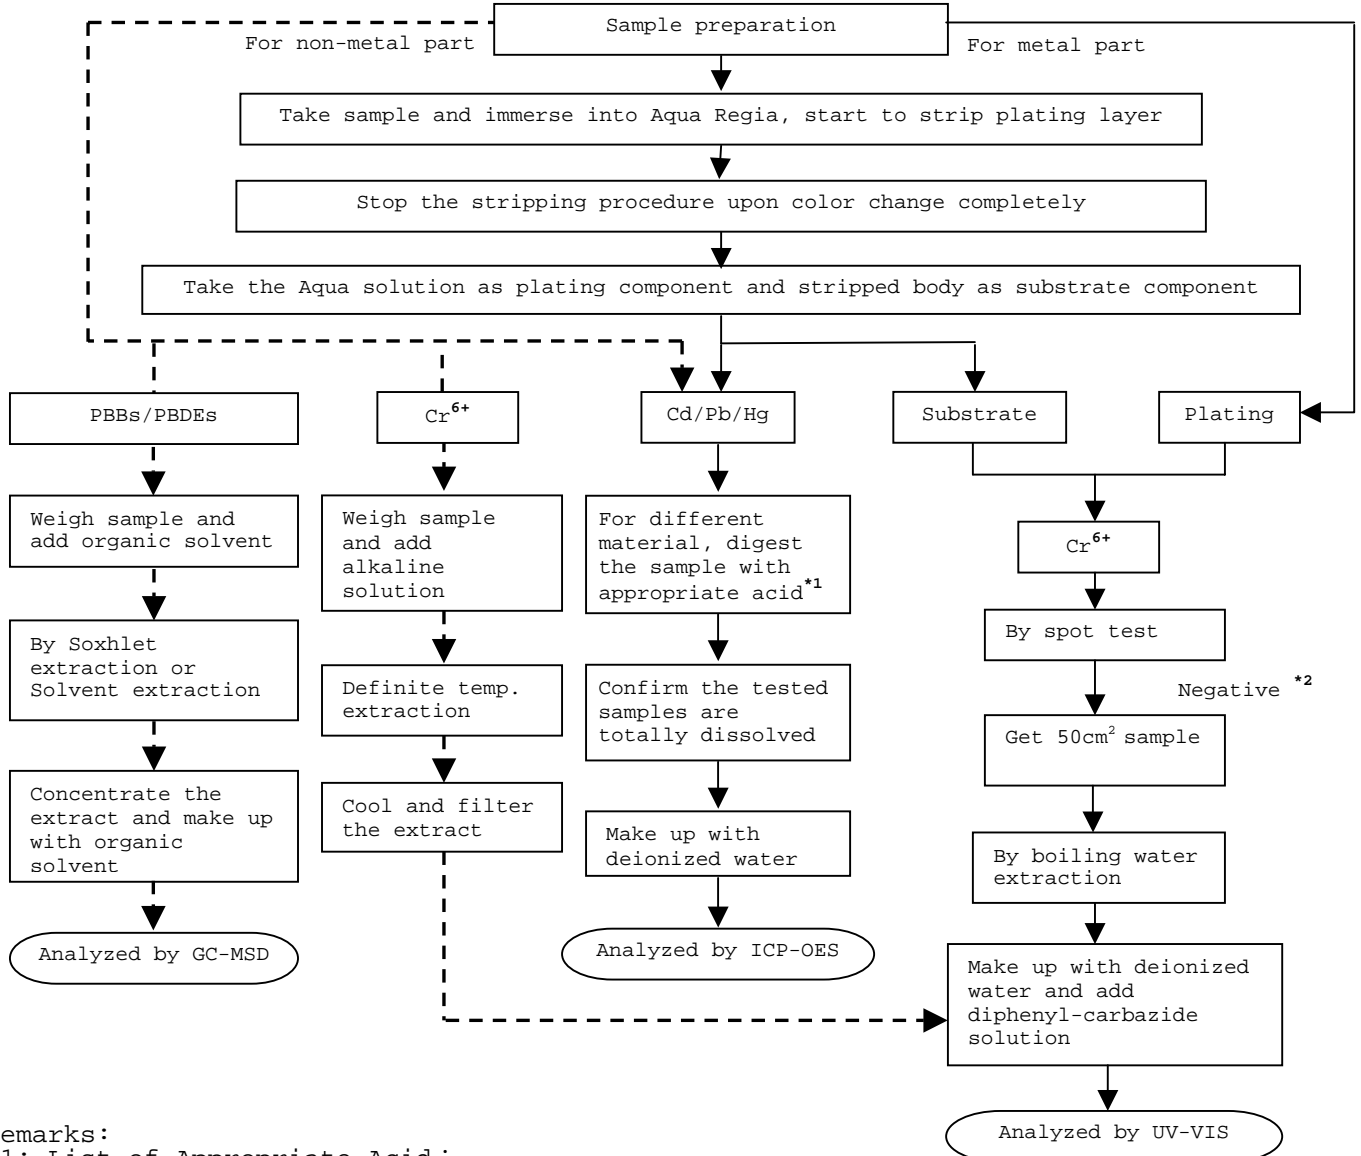 Sample preparation
For non-metal part
For metal part
Take sample and immerse into Aqua Regia, start to strip plating layer
Stop the stripping procedure upon color change completely
Take the Aqua solution as plating component and stripped body as substrate component
PBBs/PBDEs
Cr6+
Cd/Pb/Hg
Substrate
Plating
Weigh sample and
add organic solvent
Weigh sample
and add
alkaline
solution
For different
material, digest
the sample with
appropriate acid*1
Cr6+
By spot test
By Soxhlet
extraction or
Solvent extraction
Definite temp.
extraction
Confirm the tested
samples are
totally dissolved
Negative *2
Get 50cm2 sample
Concentrate the
extract and make up
with organic
solvent
Cool and filter
the extract
Make up with
deionized water
By boiling water
extraction
Analyzed by GC-MSD
Analyzed by ICP-OES
Make up with deionized
water and add
diphenyl-carbazide
solution
Analyzed by UV-VIS
emarks:
1: List of Appropriate Acid: